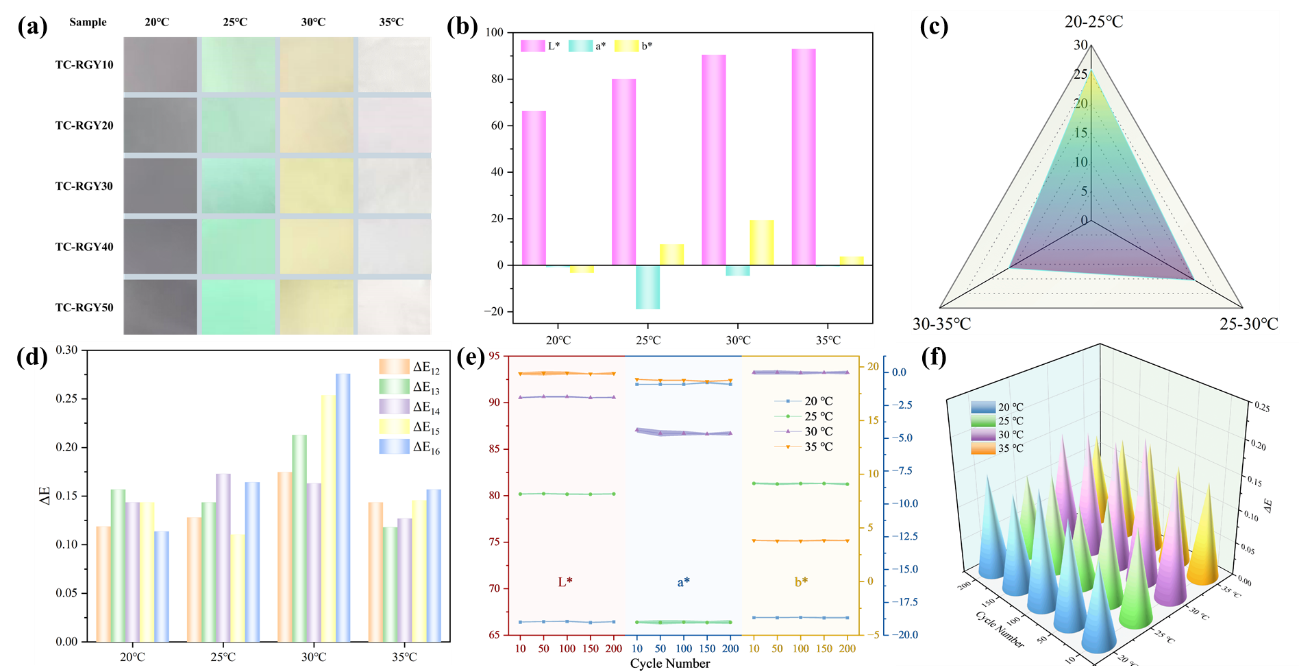 (a)
Sample 20°C 25°C 30°C 35°C
TC-RGY10
TC-RGY20
TC-RGY30
TC-RGY40
TC-RGY50
(b)
L* a* b*
100
80
60
40
20
0
−20
20°C 25°C 30°C 35°C
(c)
20-25°C
30
25
20
15
10
5
0
30-35°C
25-30°C
(d)
ΔE
0.30
0.25
0.20
0.15
0.10
0.05
0.00
ΔE12
ΔE13
ΔE14
ΔE15
ΔE16
20°C 25°C 30°C 35°C
(e)
95
90
85
80
75
70
65
20 °C
25 °C
30 °C
35 °C
L* a* b*
20
15
10
5
0
−5
0.0
−2.5
−5.0
−7.5
−10.0
−12.5
−15.0
−17.5
−20.0
10 50 100 150 200 10 50 100 150 200 10 50 100 150 200
Cycle Number
(f)
20 °C
25 °C
30 °C
35 °C
0.25
0.20
0.15
0.10
0.05
0.00
ΔE
200
150
100
50
10
Cycle Number
20 °C
25 °C
30 °C
35 °C